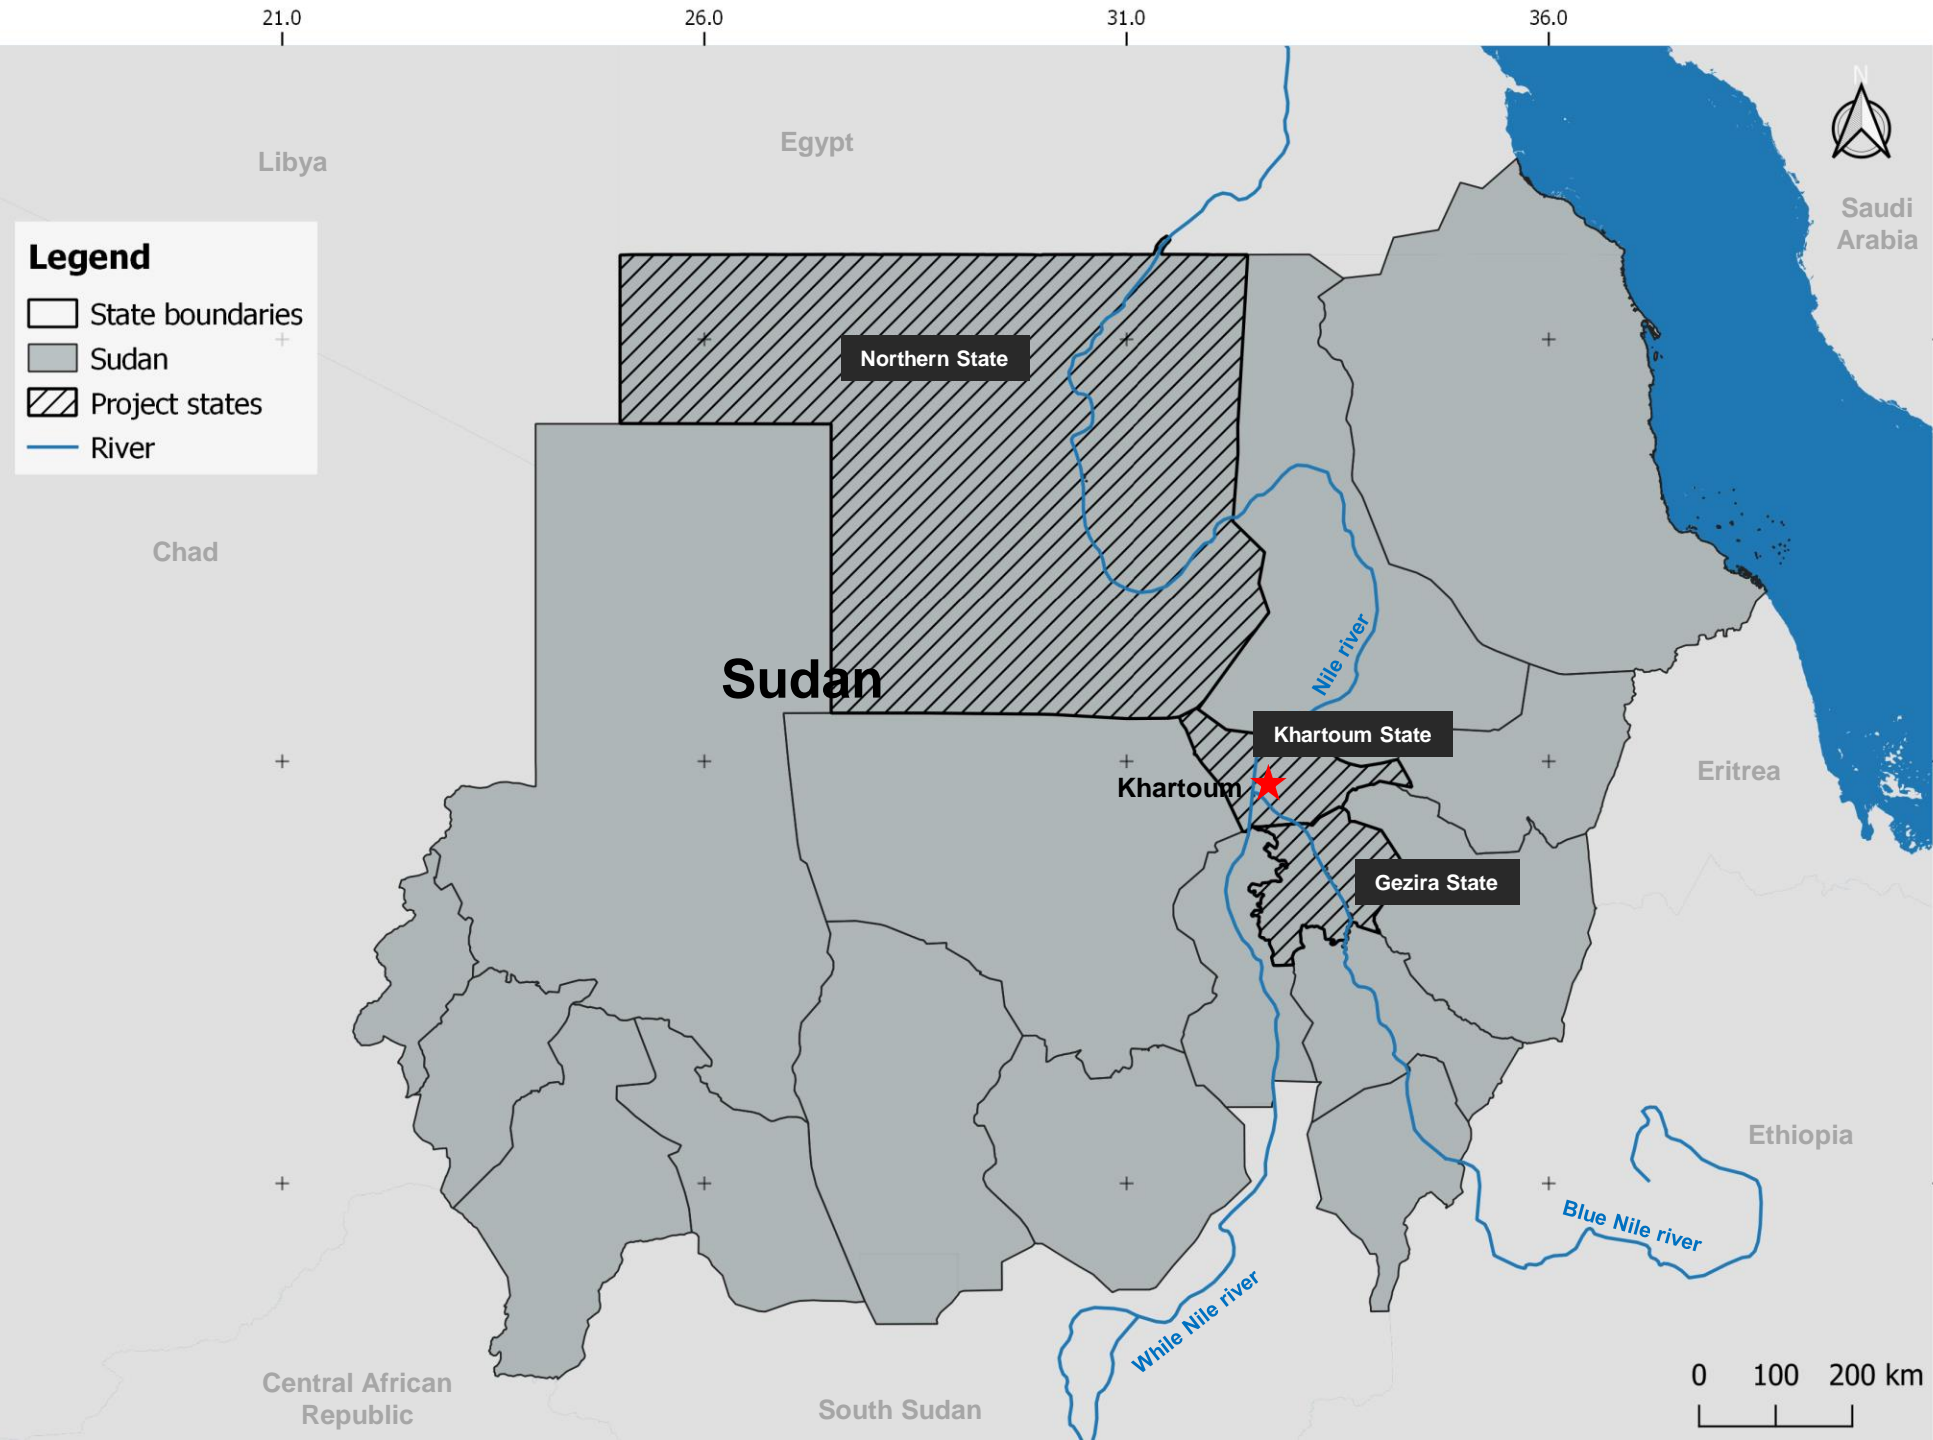 21.0
26.0
31.0
36.0
N
Egypt
Libya
Saudi
Arabia
Legend
State boundaries
Sudan
Project states
River
Northern State
Chad
Nile river
Sudan
Khartoum State
Khartoum
Eritrea
Gezira State
Ethiopia
Blue Nile river
While Nile river
Central African
Republic
South Sudan
0 100 200 km